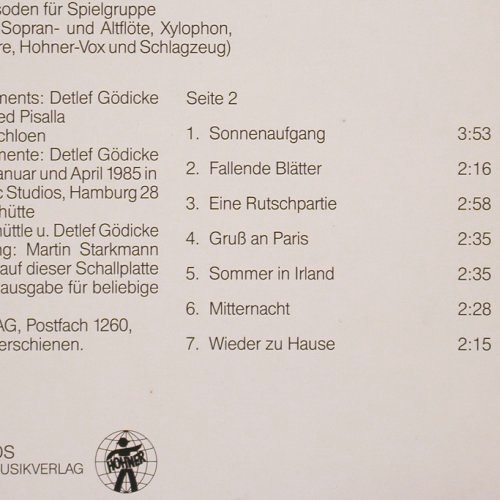 soden für Spielgruppe
Sopran- und Altflöte, Xylophon,
re, Hohner-Vox und Schlagzeug)
ments: Detlef Gödicke
ed Pisalla
chloen
mente: Detlef Gödicke
anuar und April 1985 in
c Studios, Hamburg 28
hütte
hüttle u. Detlef Gödicke
ng: Martin Starkmann
auf dieser Schallplatte
ausgabe für beliebige
AG, Postfach 1260,
erschienen.
Seite 2
1. Sonnenaufgang 3:53
2. Fallende Blätter 2:16
3. Eine Rutschpartie 2:58
4. Gruß an Paris 2:35
5. Sommer in Irland 2:35
6. Mitternacht 2:28
7. Wieder zu Hause 2:15
OS
MUSIKVERLAG
HOHNER